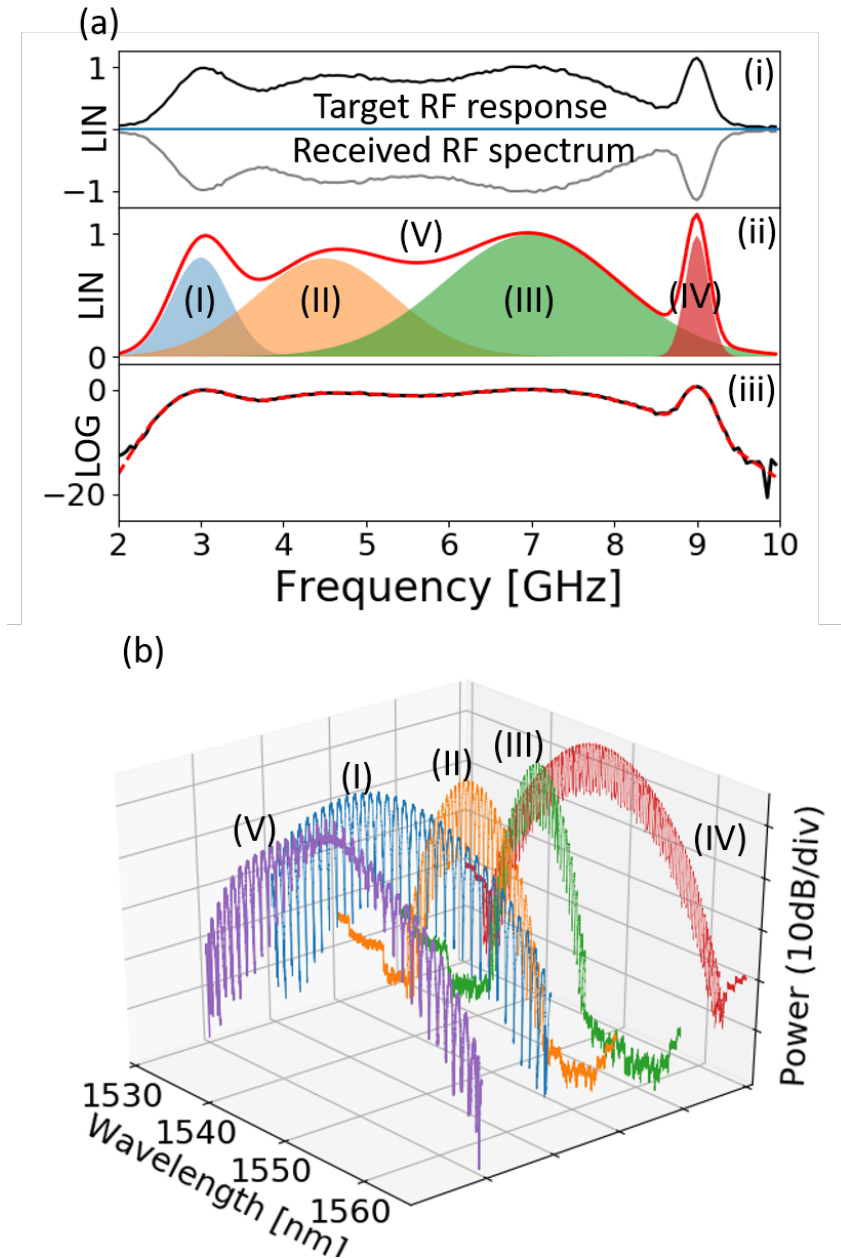 (a)
1
(i)
Target RF response
LIN
Received RF spectrum
−1
1
(V)
(ii)
LIN
(I)
(II)
(III)
(IV)
0
0
(iii)
LOG
−20
2 3 4 5 6 7 8 9 10
Frequency [GHz]
(b)
(III)
(II)
(I)
(V)
(IV)
Power (10dB/div)
1530
1540
1550
1560
Wavelength [nm]